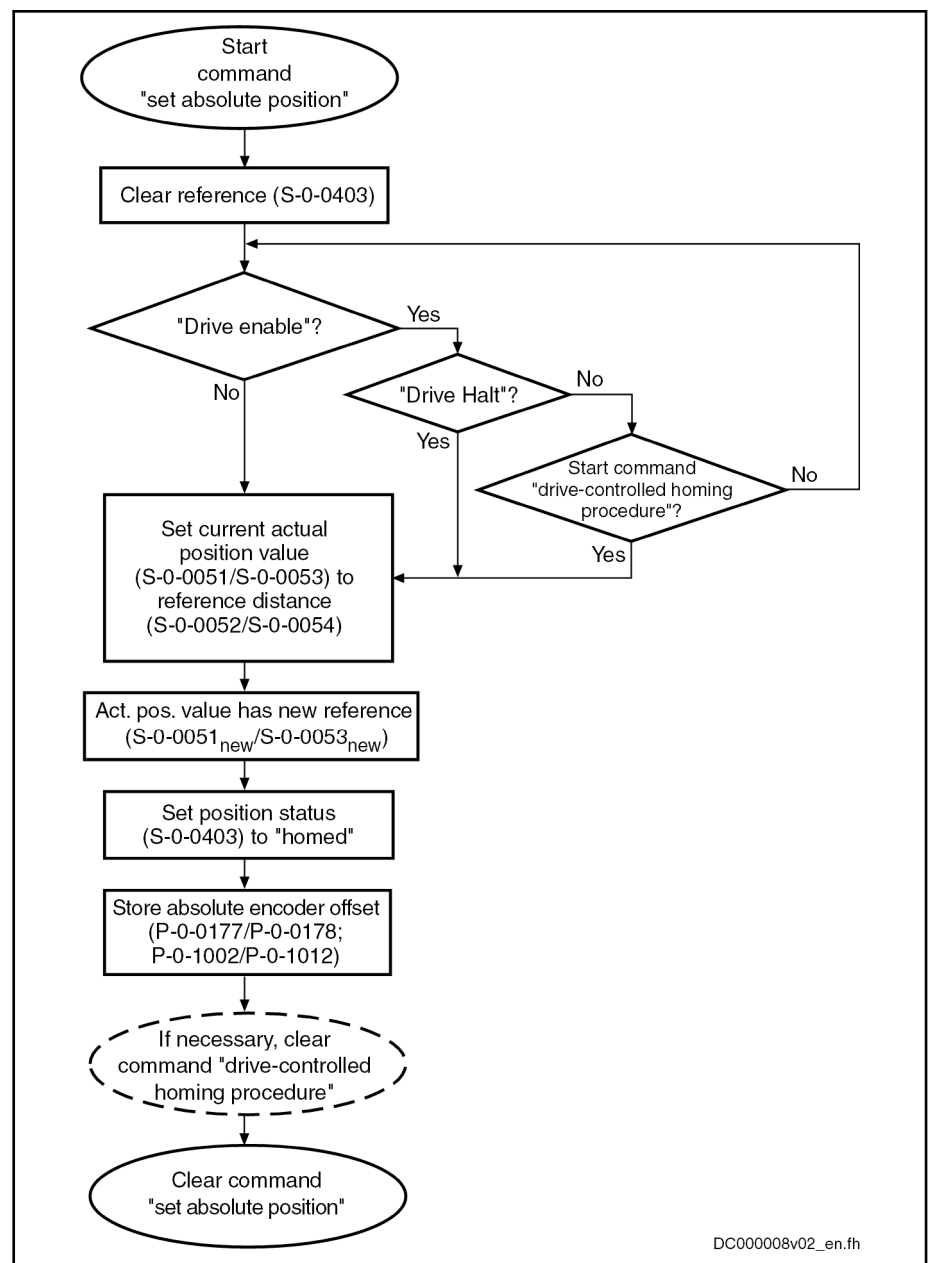 Start
command
"set absolute position"
Clear reference (S-0-0403)
"Drive enable"?
Yes
No
"Drive Halt"?
No
Yes
Start command
"drive-controlled homing
procedure"?
No
Yes
Set current actual
position value
(S-0-0051/S-0-0053) to
reference distance
(S-0-0052/S-0-0054)
Act. pos. value has new reference
(S-0-0051new/S-0-0053new)
Set position status
(S-0-0403) to "homed"
Store absolute encoder offset
(P-0-0177/P-0-0178;
P-0-1002/P-0-1012)
If necessary, clear
command "drive-controlled
homing procedure"
Clear command
"set absolute position"
DC000008v02_en.fh